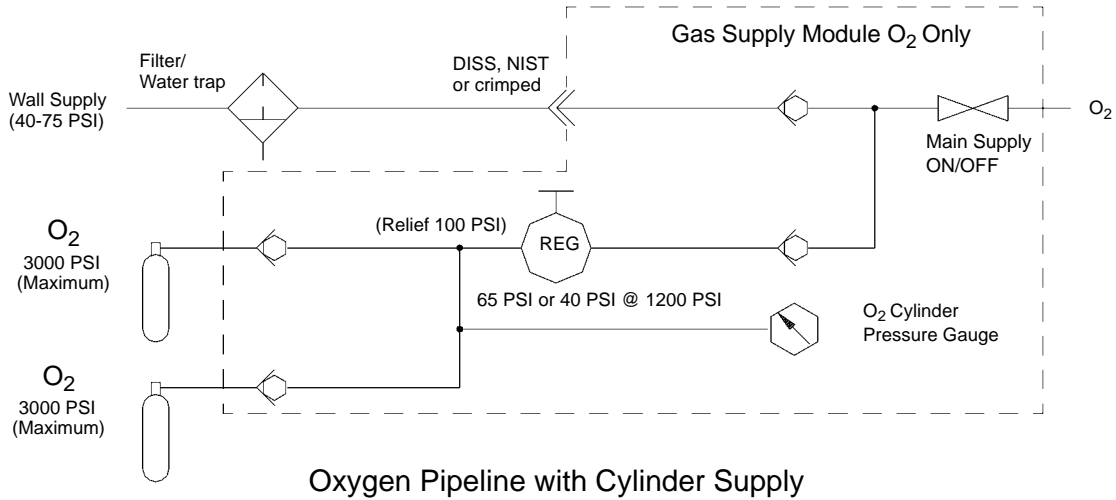 Gas Supply Module O₂ Only
Filter/
Water trap
DISS, NIST
or crimped
Wall Supply
(40-75 PSI)
O₂
Main Supply
ON/OFF
O₂
3000 PSI
(Maximum)
(Relief 100 PSI)
REG
65 PSI or 40 PSI @ 1200 PSI
O₂ Cylinder
Pressure Gauge
O₂
3000 PSI
(Maximum)
Oxygen Pipeline with Cylinder Supply